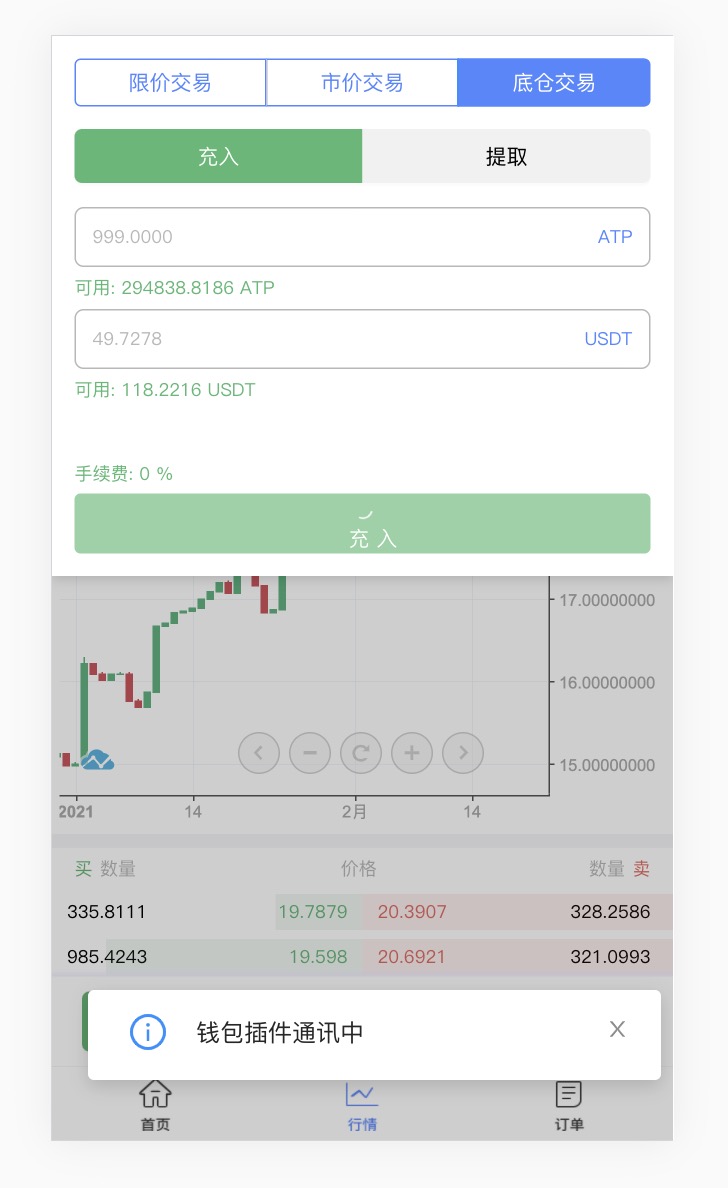 限价交易 市价交易 底仓交易
充入 提取
999.0000 ATP
可用: 294838.8186 ATP
49.7278 USDT
可用: 118.2216 USDT
手续费: 0 %
充 入
17.00000000
16.00000000
15.00000000
2021 14 2月 14
买 数量 价格 数量 卖
335.8111 19.7879 20.3907 328.2586
985.4243 19.598 20.6921 321.0993
钱包插件通讯中 X
首页 行情 订单